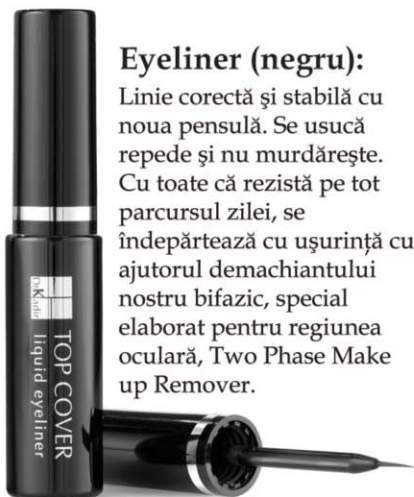 Eyeliner (negru):
Linie corectă şi stabilă cu
noua pensulă. Se usucă
repede şi nu murdăreşte.
Cu toate că rezistă pe tot
parcursul zilei, se
îndepărtează cu uşurinţă cu
ajutorul demachiantului
nostru bifazic, special
elaborat pentru regiunea
oculară, Two Phase Make
up Remover.
Dr.Kadir
TOP COVER
liquid eyeliner